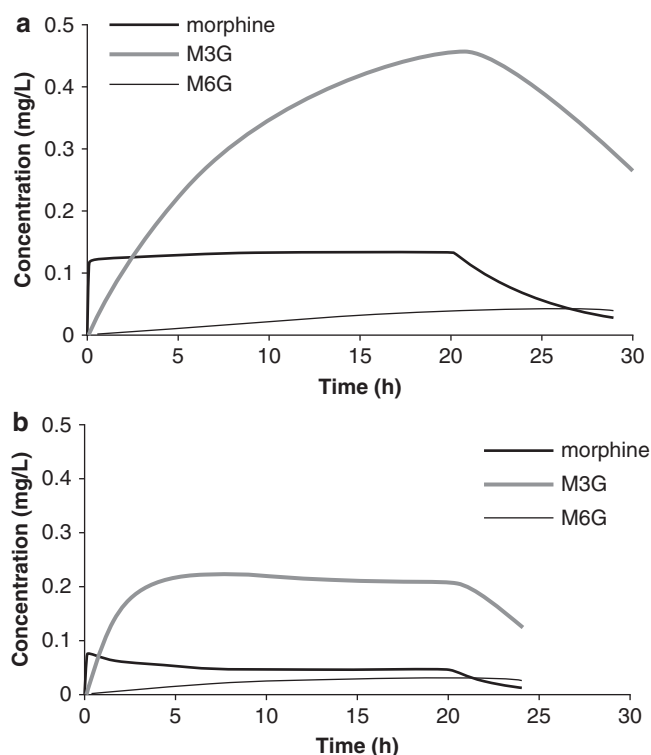 a
morphine
M3G
M6G
Concentration (mg/L)
0.5
0.4
0.3
0.2
0.1
0
0 5 10 15 20 25 30
Time (h)
b
morphine
M3G
M6G
Concentration (mg/L)
0.5
0.4
0.3
0.2
0.1
0
0 5 10 15 20 25 30
Time (h)